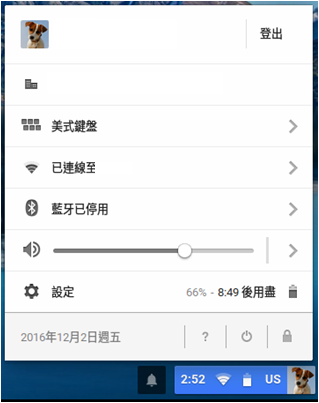 登出
美式鍵盤
已連線至
藍牙已停用
設定 66% - 8:49 後用盡
2016年12月2日週五 ?
2:52 US